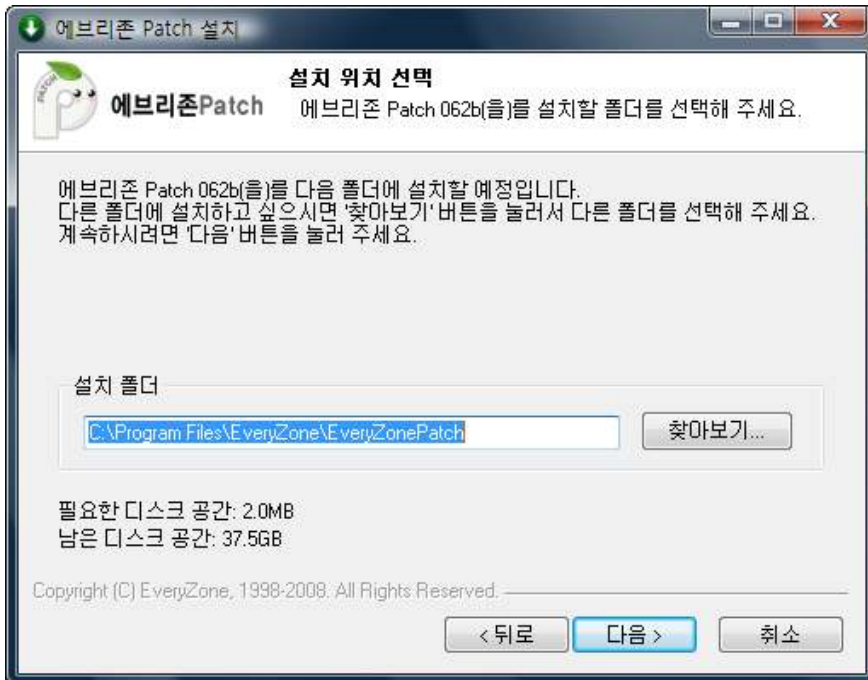 에브리존 Patch 설치
PATCH
에브리존Patch
설치 위치 선택
에브리존 Patch 062b(을)를 설치할 폴더를 선택해 주세요.
에브리존 Patch 062b(을)를 다음 폴더에 설치할 예정입니다.
다른 폴더에 설치하고 싶으시면 '찾아보기' 버튼을 눌러서 다른 폴더를 선택해 주세요.
계속하시려면 '다음' 버튼을 눌러 주세요.
설치 폴더
C:\Program Files\EveryZone\EveryZonePatch
찾아보기...
필요한 디스크 공간: 2.0MB
남은 디스크 공간: 37.5GB
Copyright (C) EveryZone, 1998-2008. All Rights Reserved.
< 뒤로
다음 >
취소